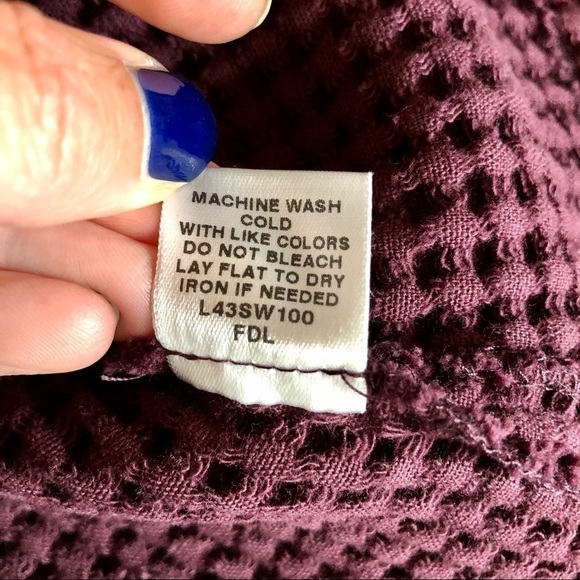 MACHINE WASH
COLD
WITH LIKE COLORS
DO NOT BLEACH
LAY FLAT TO DRY
IRON IF NEEDED
L43SW100
FDL